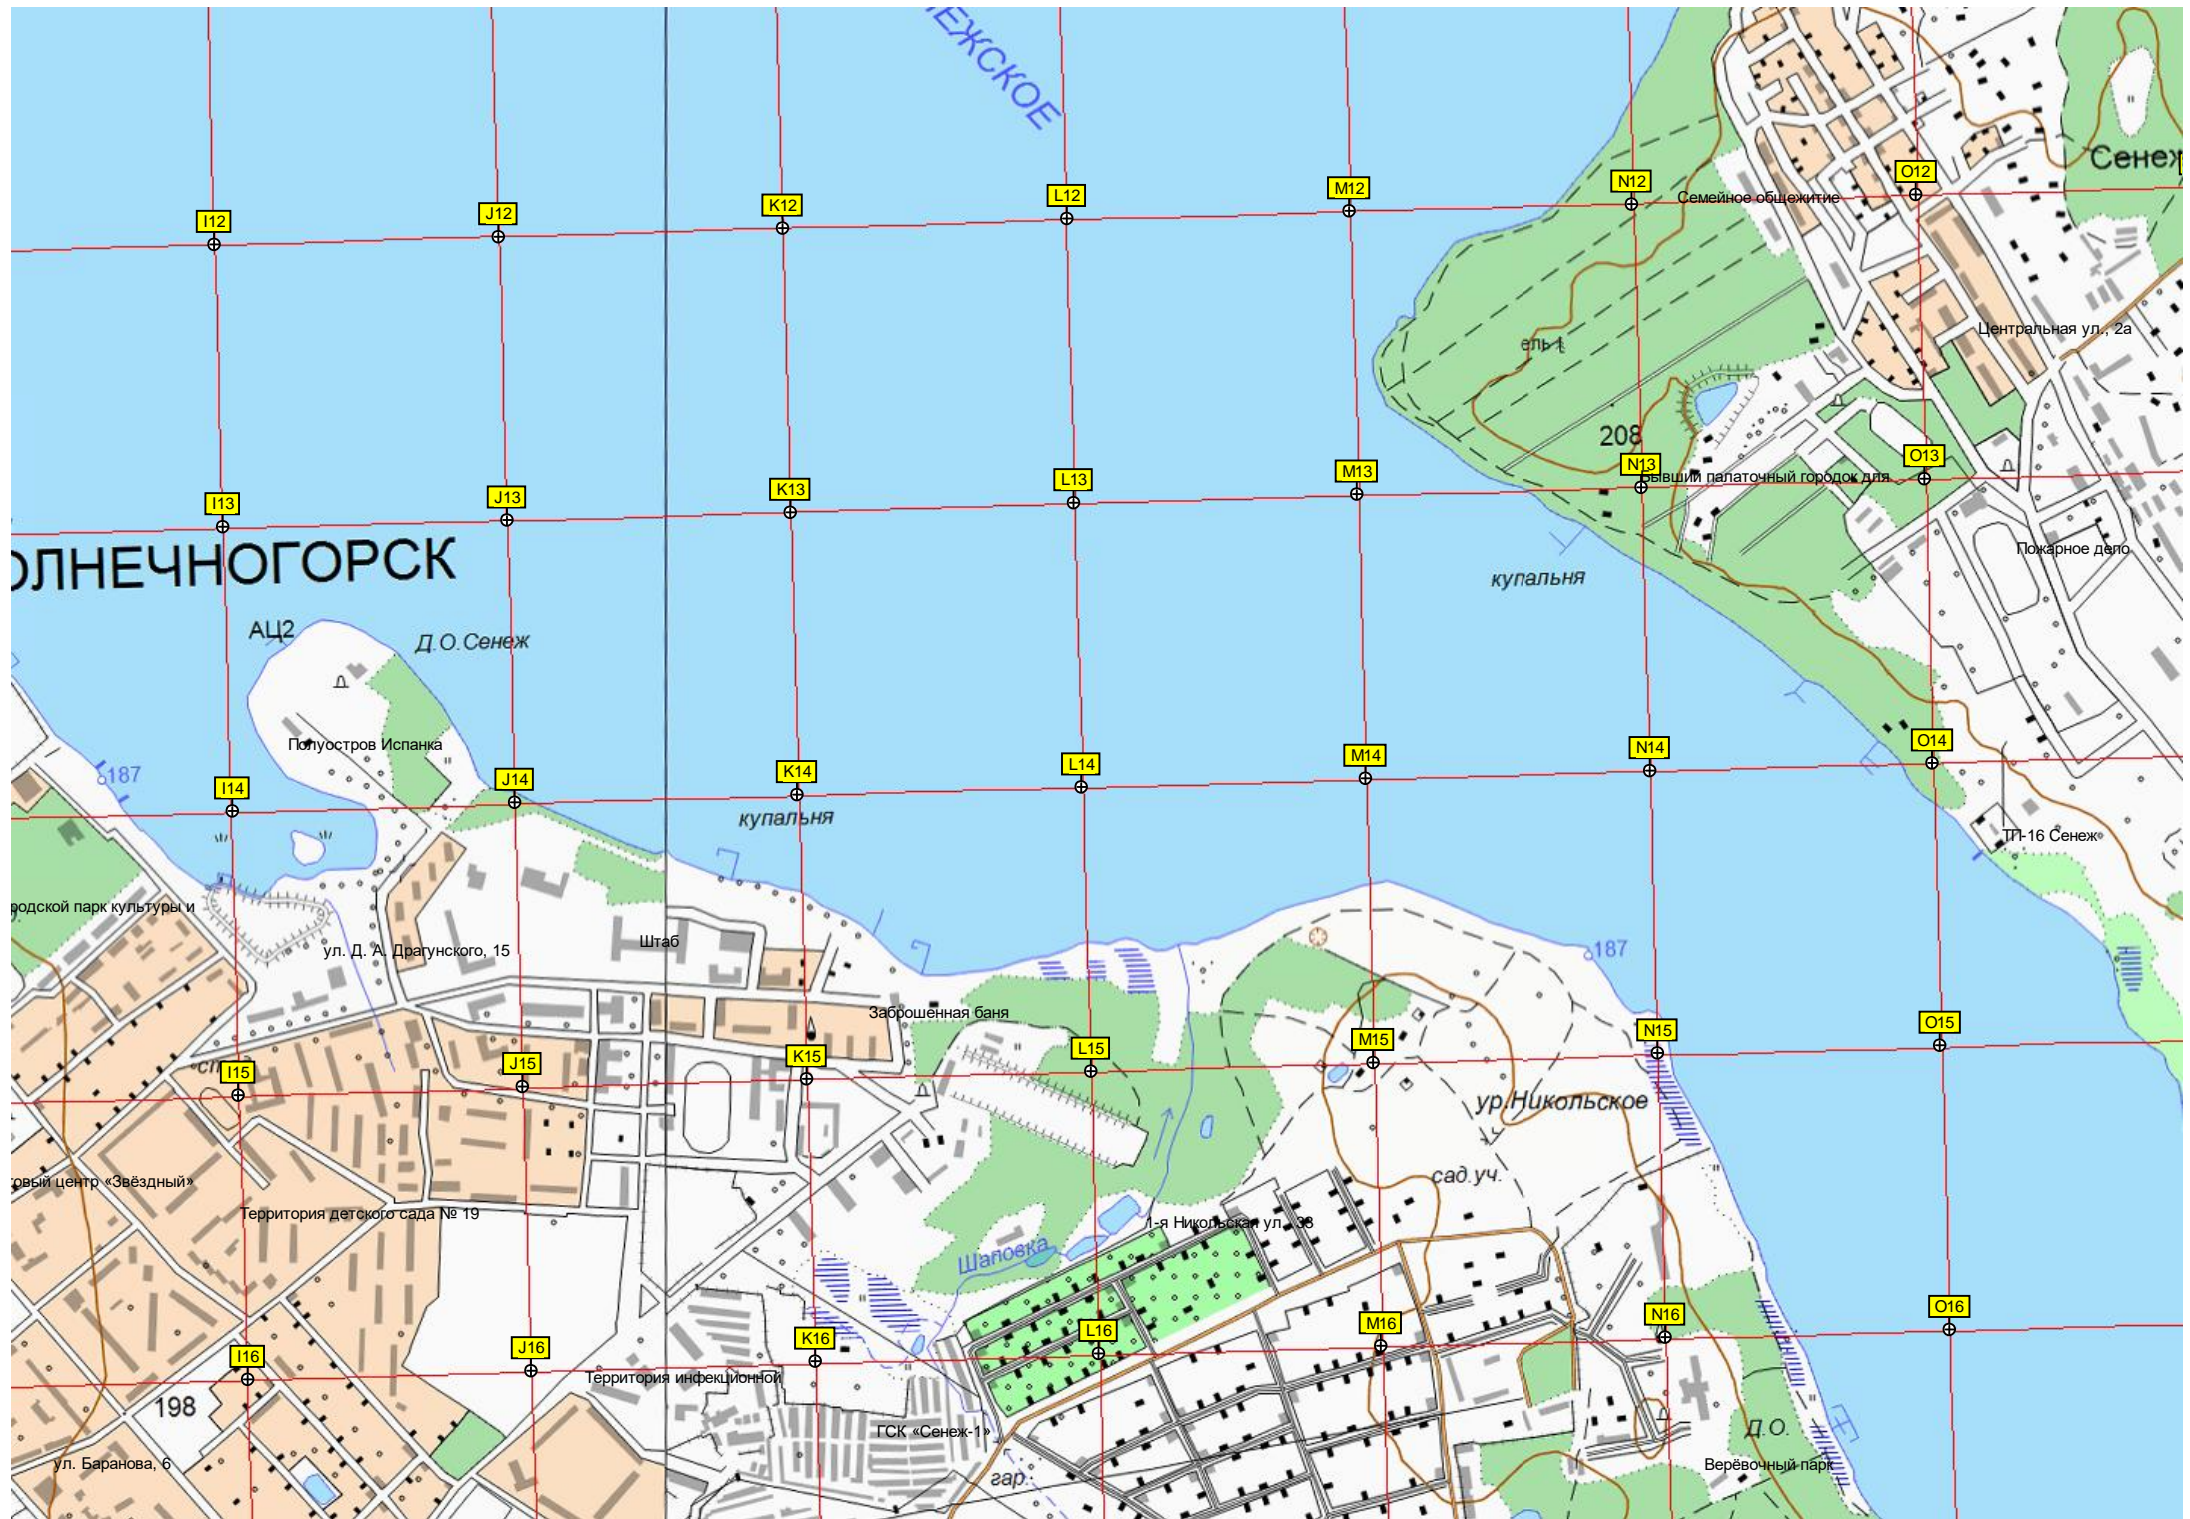 ЕЖСКОЕ
Сенеж
I12
J12
K12
L12
M12
N12
Семейное общежитие
O12
Центральная ул., 2а
ель
208
I13
J13
K13
L13
M13
N13
Бывший палаточный городок для
O13
ОЛНЕЧНОГОРСК
купальня
Пожарное депо
АЦ2
Д.О.Сенеж
Полуостров Испанка
187
I14
J14
K14
L14
M14
N14
O14
купальня
ТП-16 Сенеж
родской парк культуры и
ул. Д. А. Драгунского, 15
Штаб
187
Заброшенная баня
сп
I15
J15
K15
L15
M15
N15
O15
ур.Никольское
сад.уч.
овый центр «Звёздный»
Территория детского сада № 19
1-я Никольская ул., 33
Шаповка
I16
J16
K16
L16
M16
N16
O16
Территория инфекционной
198
ГСК «Сенеж-1»
Д.О.
ул. Баранова, 6
гар.
Верёвочный парк